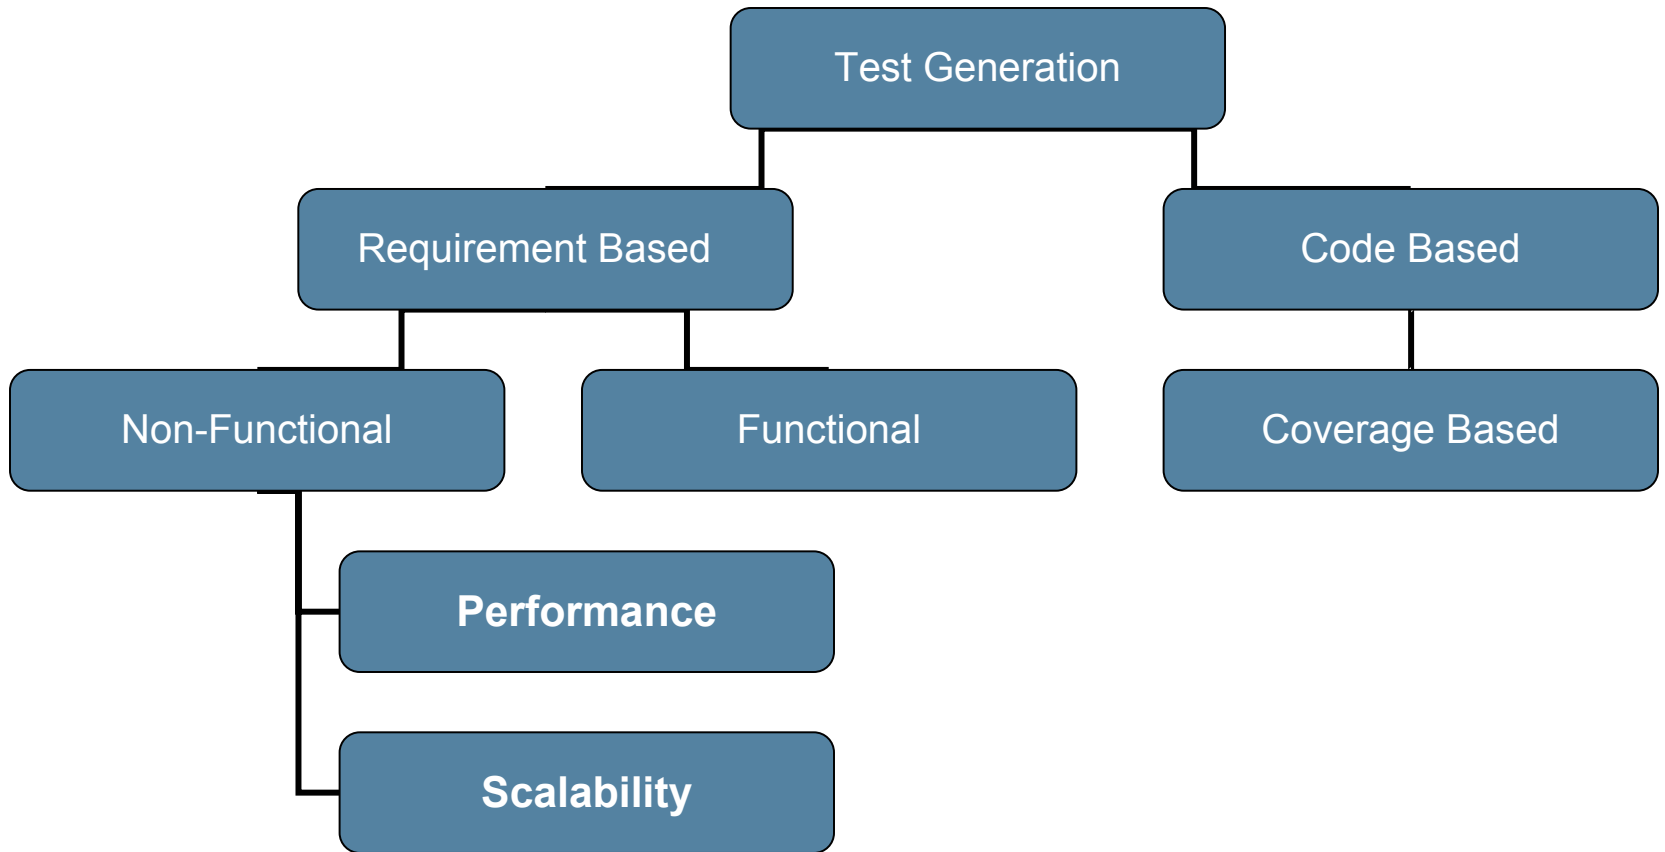 Test Generation
Requirement Based
Code Based
Non-Functional
Functional
Coverage Based
Performance
Scalability